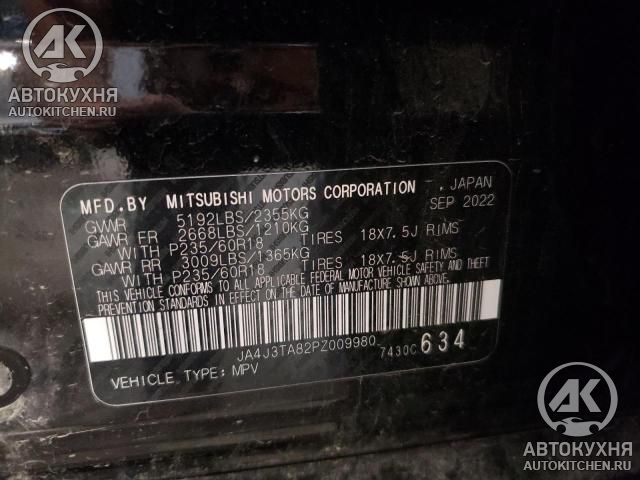 AK
АВТОКУХНЯ
AUTOKITCHEN.RU
MFD.BY MITSUBISHI MOTORS CORPORATION . JAPAN
GVWR 5192LBS/2355KG SEP 2022
GAWR FR 2668LBS/1210KG
WITH P235/60R18 TIRES 18X7.5J RIMS
GAWR RR 3009LBS/1365KG
WITH P235/60R18 TIRES 18X7.5J RIMS
THIS VEHICLE CONFORMS TO ALL APPLICABLE FEDERAL MOTOR VEHICLE SAFETY AND THEFT
PREVENTION STANDARDS IN EFFECT ON THE DATE OF MANUFACTURE SHOWN ABOVE.
JA4J3TA82PZ009980 7430C 634
VEHICLE TYPE:MPV
AK
АВТОКУХНЯ
AUTOKITCHEN.RU